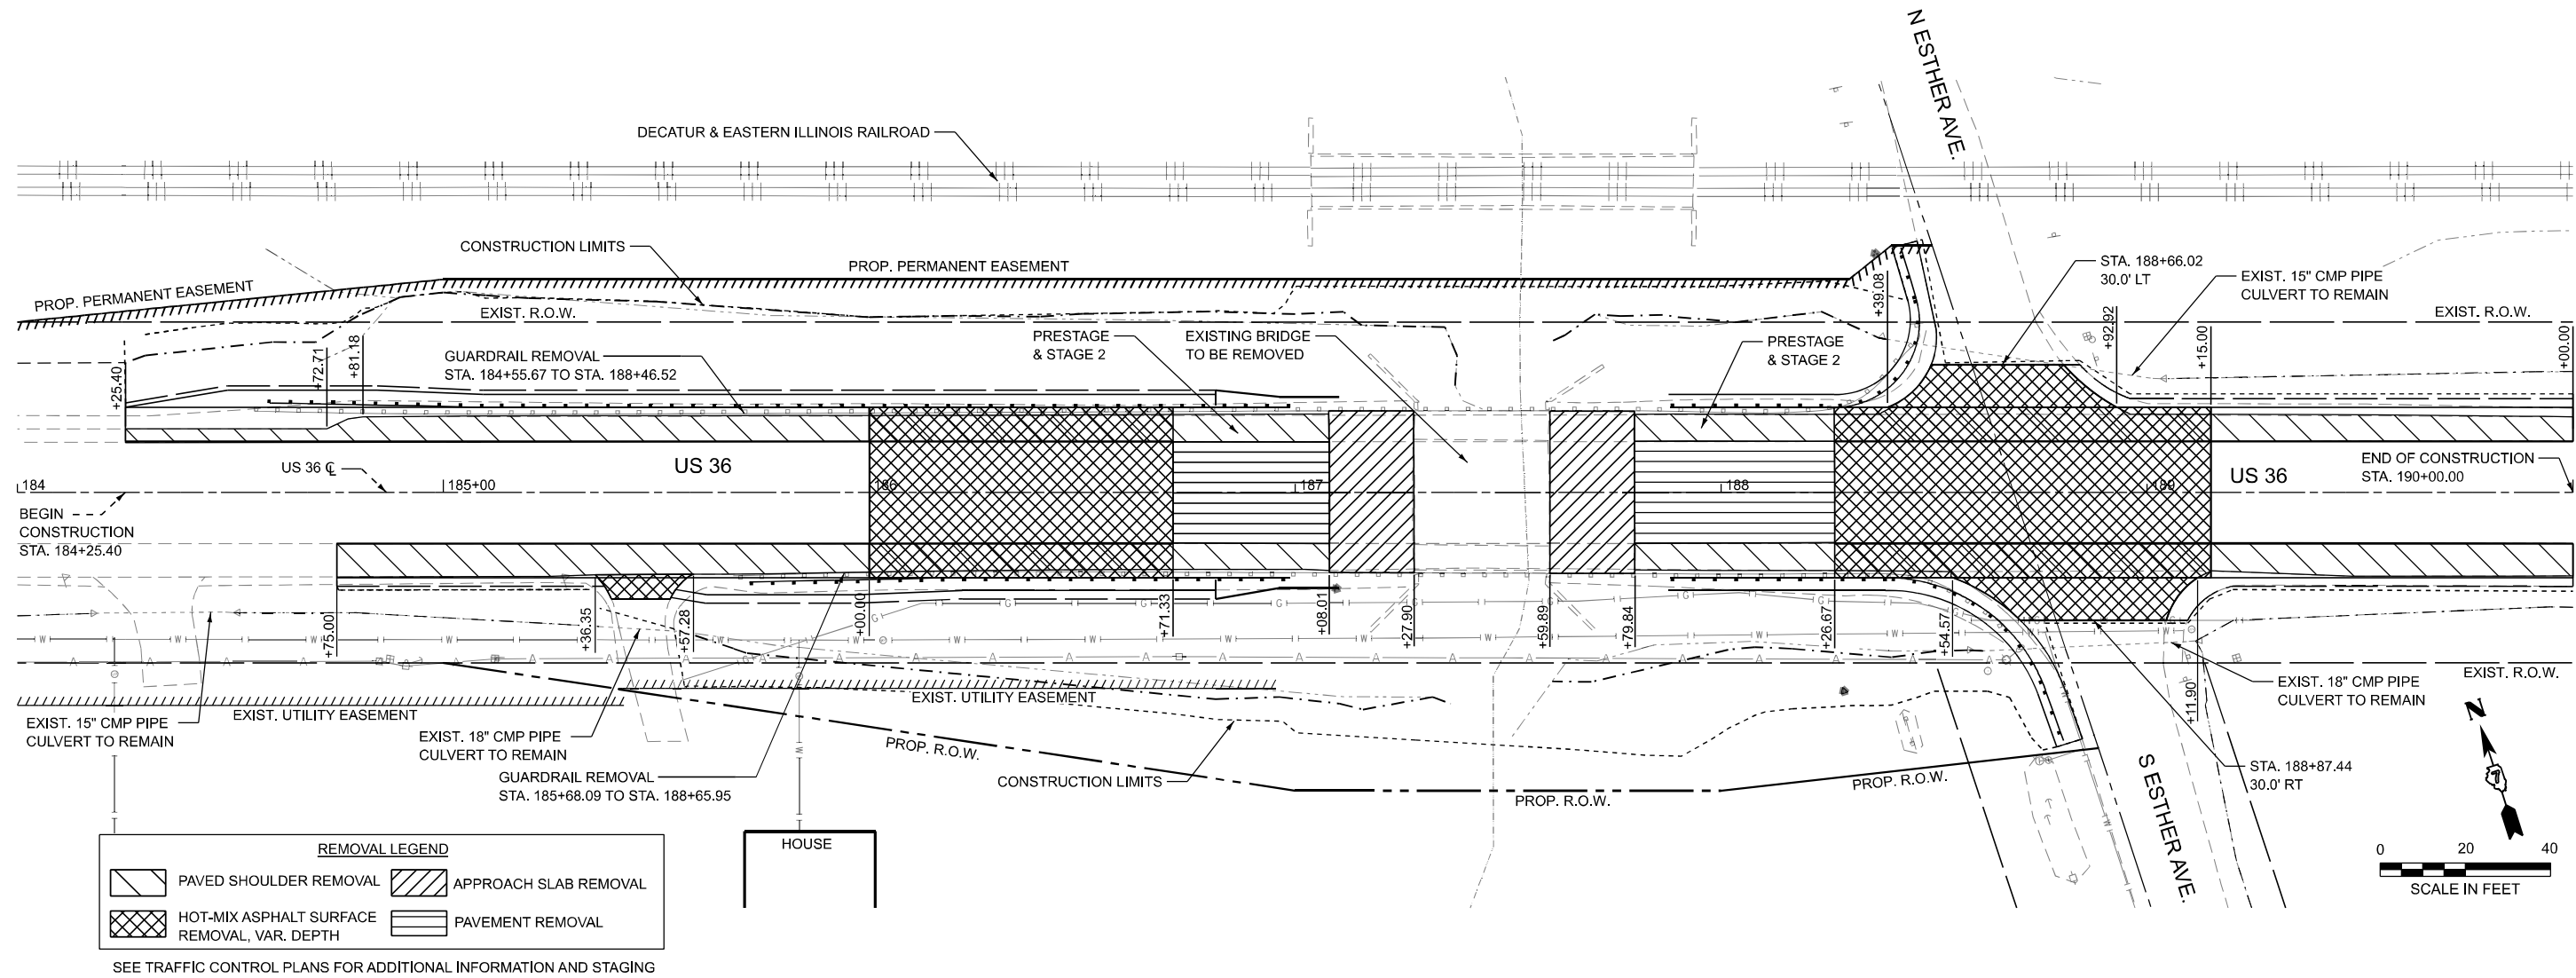 N ESTHER AVE.
DECATUR & EASTERN ILLINOIS RAILROAD
CONSTRUCTION LIMITS
PROP. PERMANENT EASEMENT
PROP. PERMANENT EASEMENT
EXIST. R.O.W.
STA. 188+66.02
30.0' LT
EXIST. 15" CMP PIPE
CULVERT TO REMAIN
EXIST. R.O.W.
+25.40
+72.71
+81.18
GUARDRAIL REMOVAL
STA. 184+55.67 TO STA. 188+46.52
PRESTAGE
& STAGE 2
EXISTING BRIDGE
TO BE REMOVED
PRESTAGE
& STAGE 2
+39.08
+92.92
+15.00
+00.00
US 36 ℄
US 36
US 36
END OF CONSTRUCTION
STA. 190+00.00
184
185+00
186
187
188
189
BEGIN
CONSTRUCTION
STA. 184+25.40
+75.00
+36.35
+57.28
+00.00
+71.33
+08.01
+27.90
+59.89
+79.84
+26.67
+54.57
+11.90
EXIST. R.O.W.
EXIST. 15" CMP PIPE
CULVERT TO REMAIN
EXIST. UTILITY EASEMENT
EXIST. 18" CMP PIPE
CULVERT TO REMAIN
EXIST. UTILITY EASEMENT
EXIST. 18" CMP PIPE
CULVERT TO REMAIN
GUARDRAIL REMOVAL
STA. 185+68.09 TO STA. 188+65.95
PROP. R.O.W.
CONSTRUCTION LIMITS
PROP. R.O.W.
PROP. R.O.W.
STA. 188+87.44
30.0' RT
S ESTHER AVE.
N
7
HOUSE
0 20 40
SCALE IN FEET
REMOVAL LEGEND
PAVED SHOULDER REMOVAL
APPROACH SLAB REMOVAL
HOT-MIX ASPHALT SURFACE
REMOVAL, VAR. DEPTH
PAVEMENT REMOVAL
SEE TRAFFIC CONTROL PLANS FOR ADDITIONAL INFORMATION AND STAGING